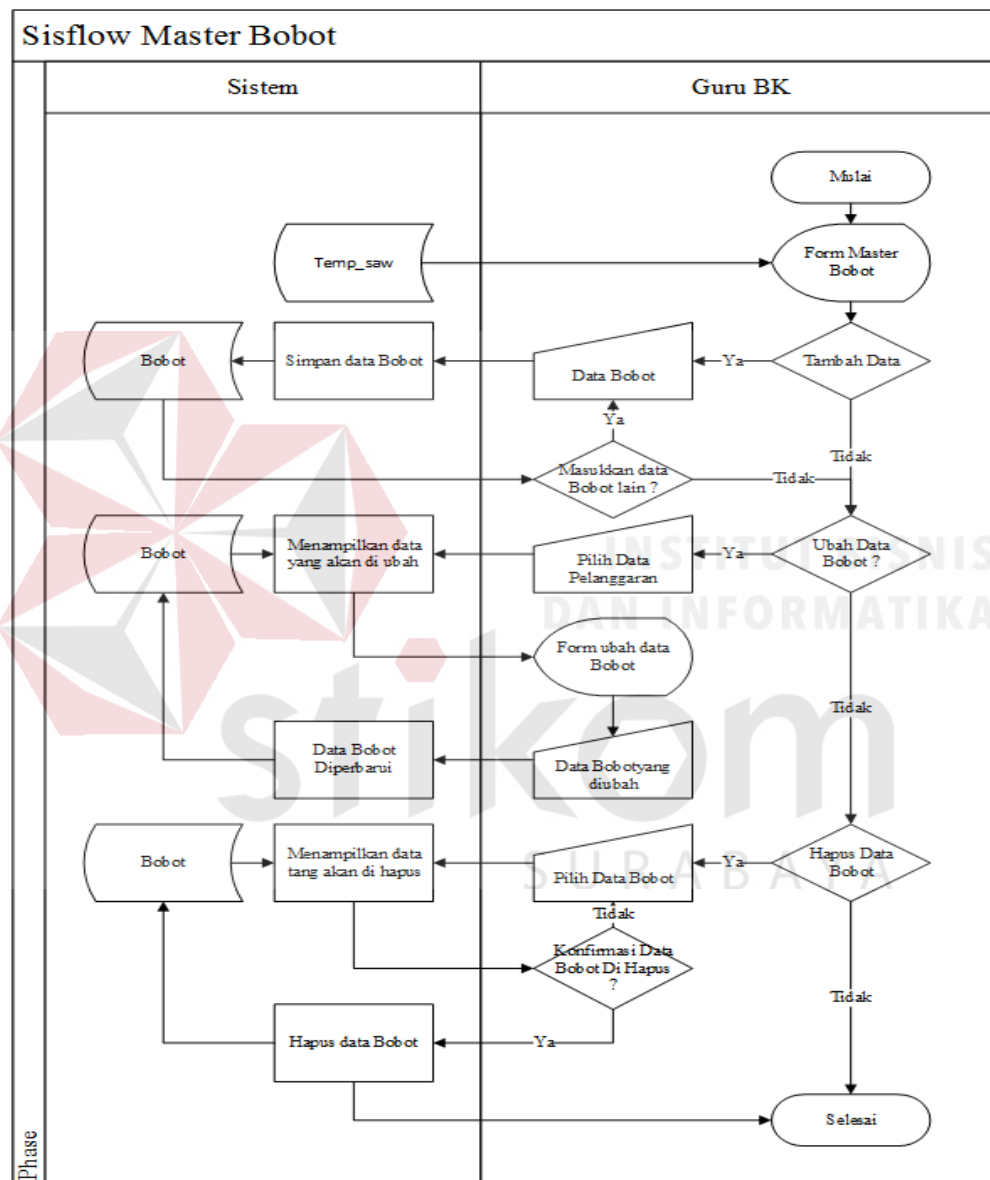 Sisflow Master Bobot
Sistem
Guru BK
Mulai
Temp_saw
Form Master
Bobot
Bobot
Simpan data Bobot
Data Bobot
Ya
Tambah Data
Ya
Tidak
Masukkan data
Bobot lain ?
Tidak
Bobot
Menampilkan data
yang akan di ubah
Pilih Data
Pelanggaran
Ya
Ubah Data
Bobot ?
INSTITUT BISNIS
DAN INFORMATIKA
Form ubah data
Bobot
stikom
Tidak
Data Bobot
Diperbarui
Data Bobotyang
diubah
Bobot
Menampilkan data
tang akan di hapus
Pilih Data Bobot
Ya
Hapus Data
Bobot
SURABAYA
Tidak
Konfirmasi Data
Bobot Di Hapus
?
Tidak
Hapus data Bobot
Ya
Selesai
Phase